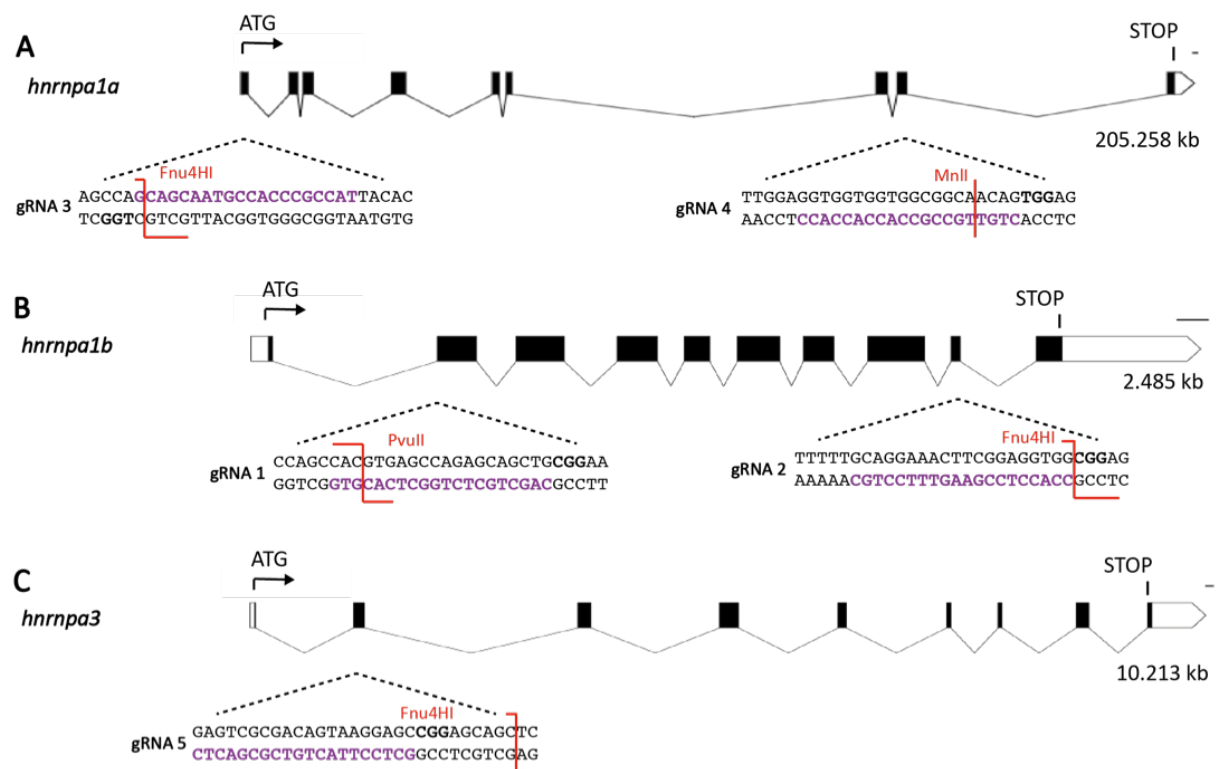 A
ATG
STOP
hnrnpa1a
205.258 kb
Fnu4HI
AGCCAGCAGCAATGCCACCCGCCATTACAC
gRNA 3
TCGGTCGTCGTTACGGTGGGCGGTAATGTG
MnlI
TTGGAGGTGGTGGTGGCGGCAACAGTGGAG
gRNA 4
AACCTCCACCACCACCGCCGTTGTCACCTC
B
ATG
STOP
hnrnpa1b
2.485 kb
PvuII
CCAGCCACGTGAGCCAGAGCAGCTGCGGAA
gRNA 1
GGTCGGTGCACTCGGTCTCGTCGACGCCTT
Fnu4HI
TTTTTGCAGGAAACTTCGGAGGTGGCGGAG
gRNA 2
AAAAACGTCCTTTGAAGCCTCCACCGCCTC
C
ATG
STOP
hnrnpa3
10.213 kb
Fnu4HI
GAGTCGCGACAGTAAGGAGCCGGAGCAGCTC
gRNA 5
CTCAGCGCTGTCATTCCTCGGCCTCGTCGAG